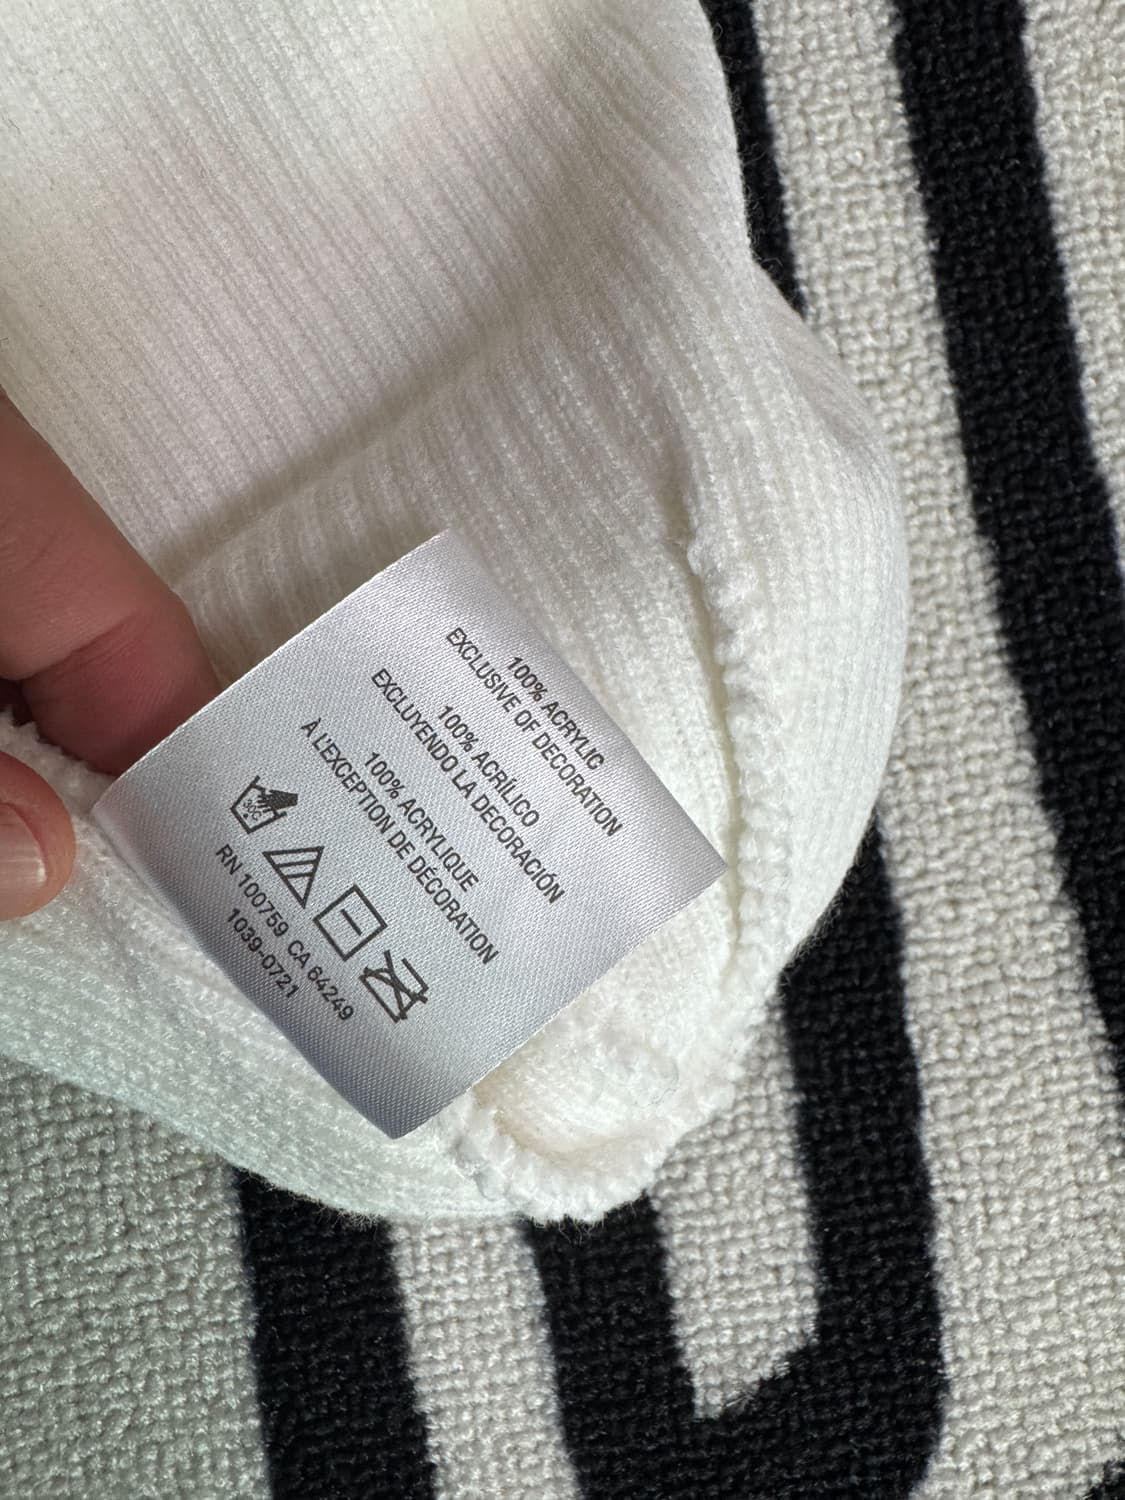 100% ACRYLIC
EXCLUSIVE OF DECORATION
100% ACRÍLICO
EXCLUYENDO LA DECORACIÓN
100% ACRYLIQUE
À L'EXCEPTION DE DÉCORATION
30C
RN 100759 CA 64249
1039-0721